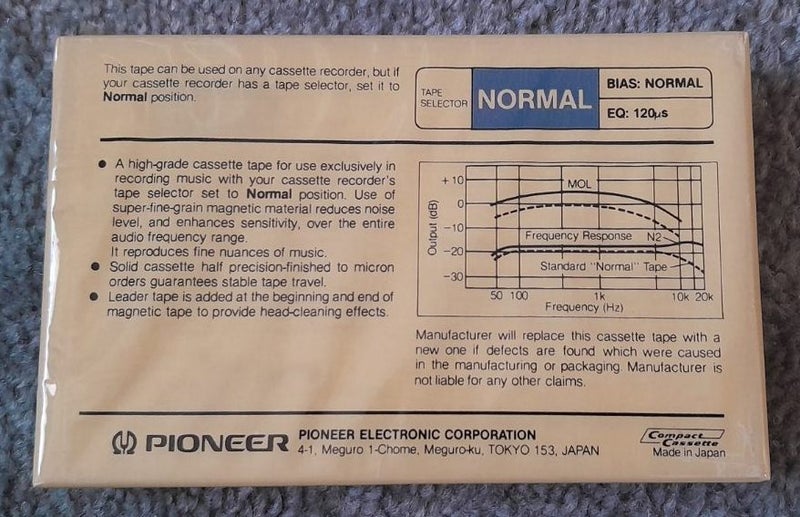 This tape can be used on any cassette recorder, but if
your cassette recorder has a tape selector, set it to
Normal position.
TAPE
SELECTOR
NORMAL
BIAS: NORMAL
EQ: 120µs
● A high-grade cassette tape for use exclusively in
recording music with your cassette recorder's
tape selector set to Normal position. Use of
super-fine-grain magnetic material reduces noise
level, and enhances sensitivity, over the entire
audio frequency range.
It reproduces fine nuances of music.
● Solid cassette half precision-finished to micron
orders guarantees stable tape travel.
● Leader tape is added at the beginning and end of
magnetic tape to provide head-cleaning effects.
Output (dB)
+10
0
-10
-20
-30
MOL
Frequency Response N2
Standard "Normal" Tape
50 100 1k 10k 20k
Frequency (Hz)
Manufacturer will replace this cassette tape with a
new one if defects are found which were caused
in the manufacturing or packaging. Manufacturer is
not liable for any other claims.
PIONEER
PIONEER ELECTRONIC CORPORATION
4-1, Meguro 1-Chome, Meguro-ku, TOKYO 153, JAPAN
Compact
Cassette
Made in Japan